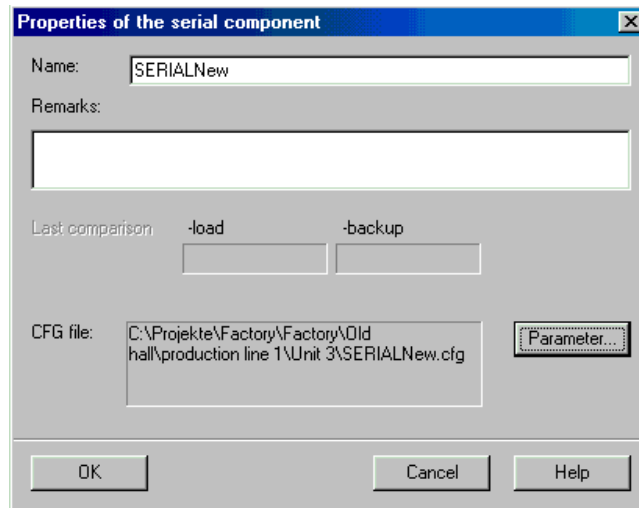 Properties of the serial component
Name:
SERIALNew
Remarks:
Last comparison
-load
-backup
CFG file:
C:\Projekte\Factory\Factory\Old
hall\production line 1\Unit 3\SERIALNew.cfg
Parameter...
OK
Cancel
Help